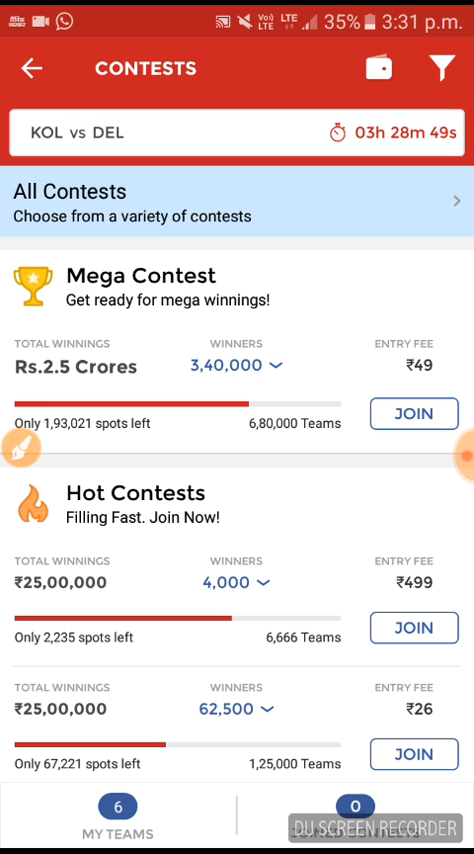 Voi) LTE LTE 35% 3:31 p.m.
CONTESTS
KOL vs DEL 03h 28m 49s
All Contests
Choose from a variety of contests
Mega Contest
Get ready for mega winnings!
TOTAL WINNINGS WINNERS ENTRY FEE
Rs.2.5 Crores 3,40,000 ₹49
JOIN
Only 1,93,021 spots left 6,80,000 Teams
Hot Contests
Filling Fast. Join Now!
TOTAL WINNINGS WINNERS ENTRY FEE
₹25,00,000 4,000 ₹499
JOIN
Only 2,235 spots left 6,666 Teams
TOTAL WINNINGS WINNERS ENTRY FEE
₹25,00,000 62,500 ₹26
JOIN
Only 67,221 spots left 1,25,000 Teams
6 0
MY TEAMS
DU SCREEN RECORDER